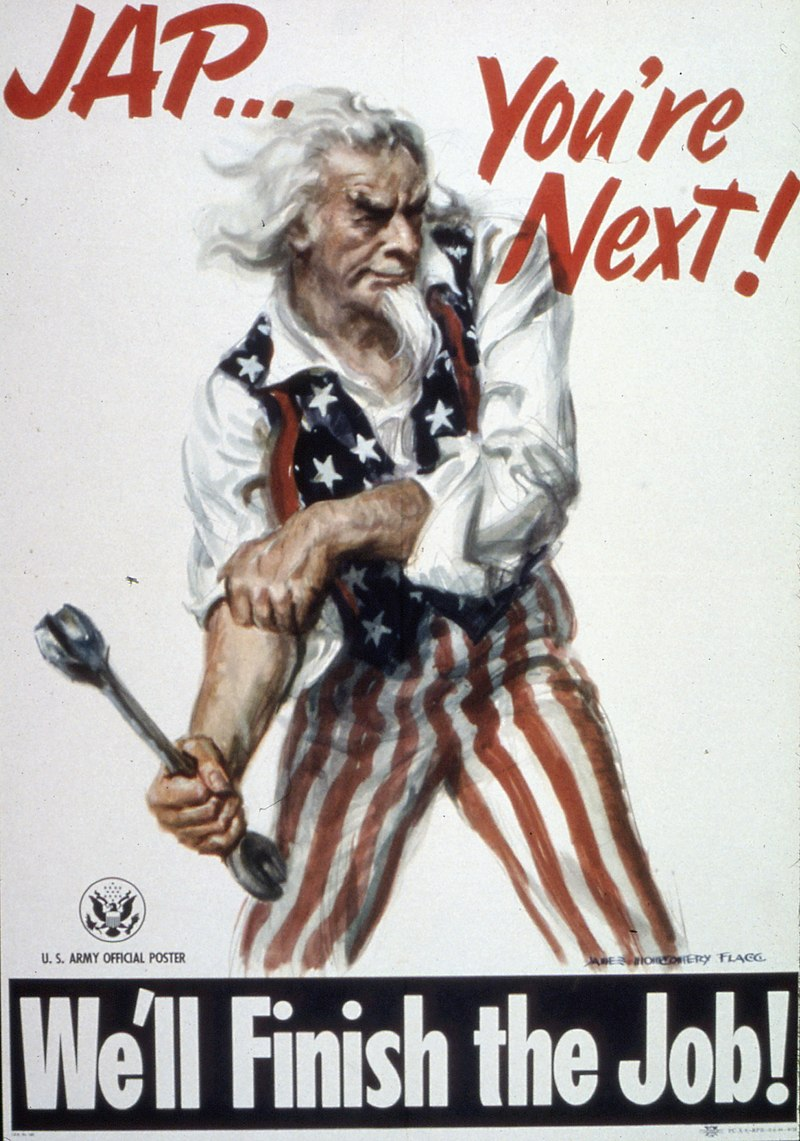 JAP...
You're
Next!
JAMES MONTGOMERY FLAGG
U. S. ARMY OFFICIAL POSTER
We'll Finish the Job!